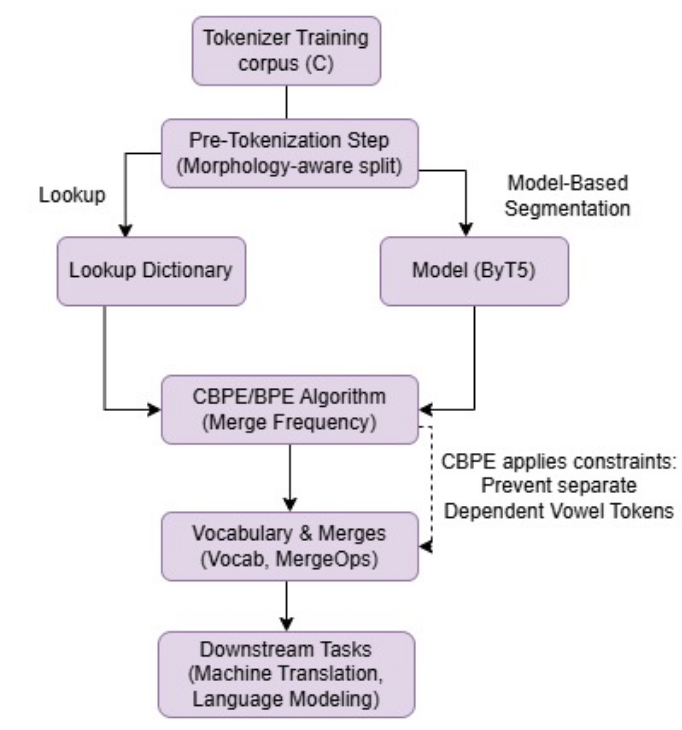 Tokenizer Training
corpus (C)
Pre-Tokenization Step
(Morphology-aware split)
Lookup
Model-Based
Segmentation
Lookup Dictionary
Model (ByT5)
CBPE/BPE Algorithm
(Merge Frequency)
CBPE applies constraints:
Prevent separate
Dependent Vowel Tokens
Vocabulary & Merges
(Vocab, MergeOps)
Downstream Tasks
(Machine Translation,
Language Modeling)